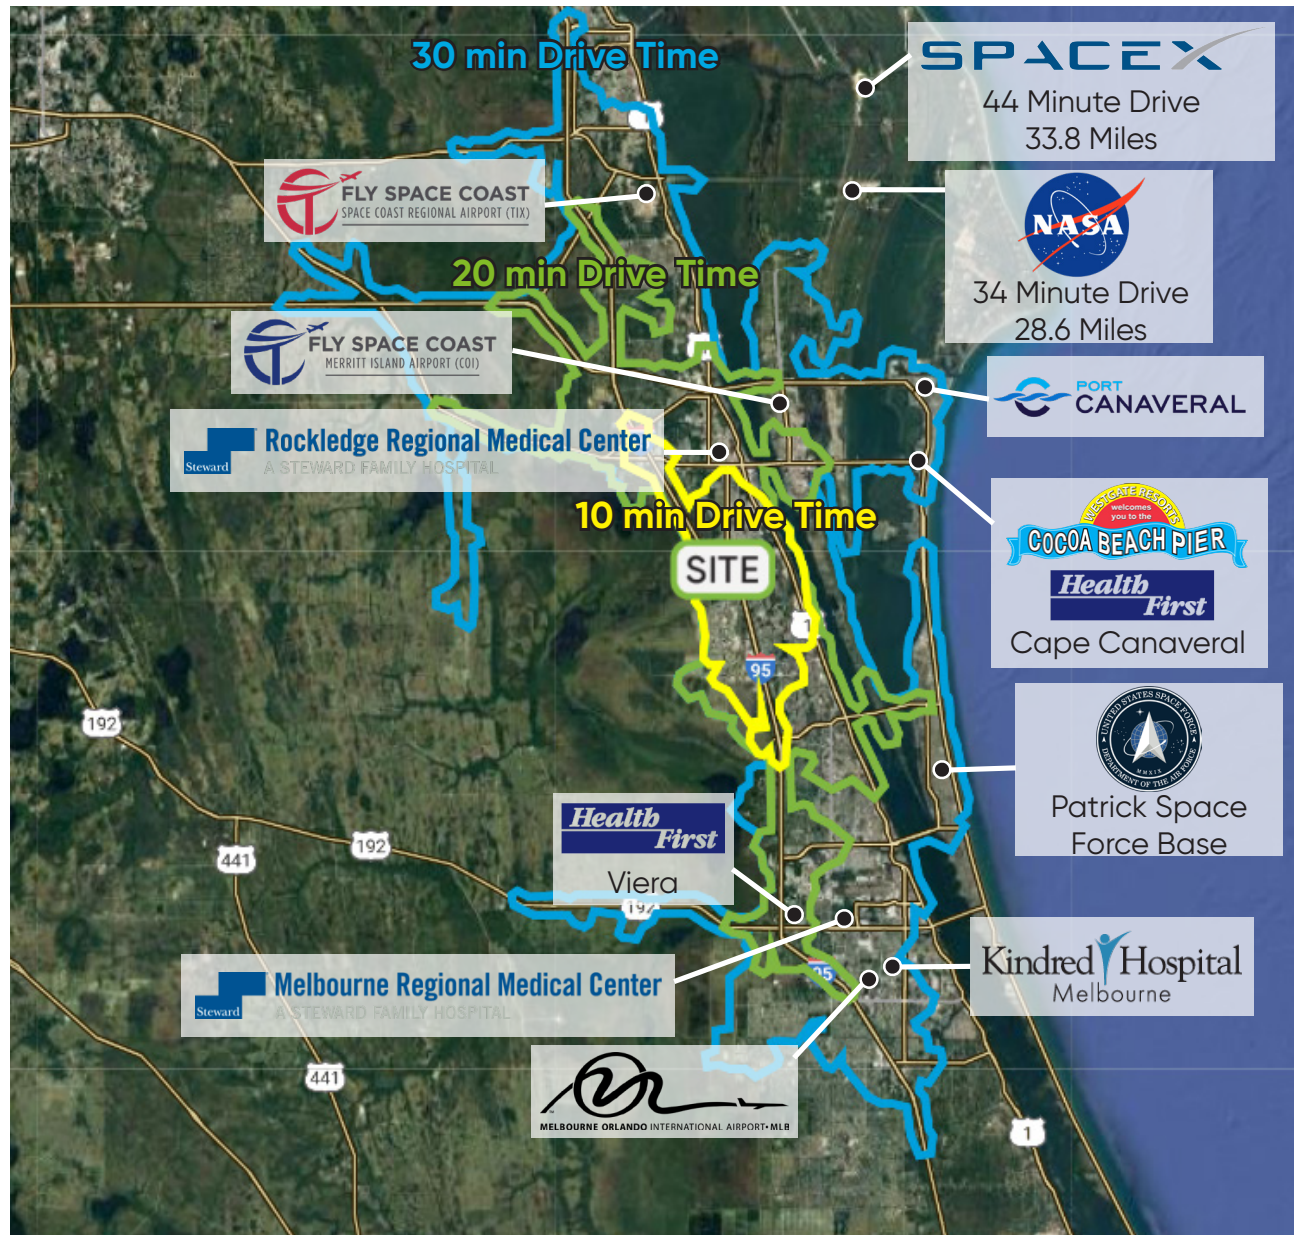 30 min Drive Time
SPACEX
44 Minute Drive
33.8 Miles
FLY SPACE COAST
SPACE COAST REGIONAL AIRPORT (TIX)
NASA
34 Minute Drive
28.6 Miles
20 min Drive Time
FLY SPACE COAST
MERRITT ISLAND AIRPORT (COI)
PORT
CANAVERAL
Rockledge Regional Medical Center
Steward
A STEWARD FAMILY HOSPITAL
10 min Drive Time
WESTGATE RESORTS
welcomes
you to the
COCOA BEACH PIER
Health
First
Cape Canaveral
SITE
1
95
UNITED STATES SPACE FORCE
DEPARTMENT OF THE AIR FORCE
MMXIX
Patrick Space
Force Base
192
192
441
Health
First
Viera
192
95
Kindred Hospital
Melbourne
Melbourne Regional Medical Center
Steward
A STEWARD FAMILY HOSPITAL
441
MELBOURNE ORLANDO INTERNATIONAL AIRPORT•MLB
1